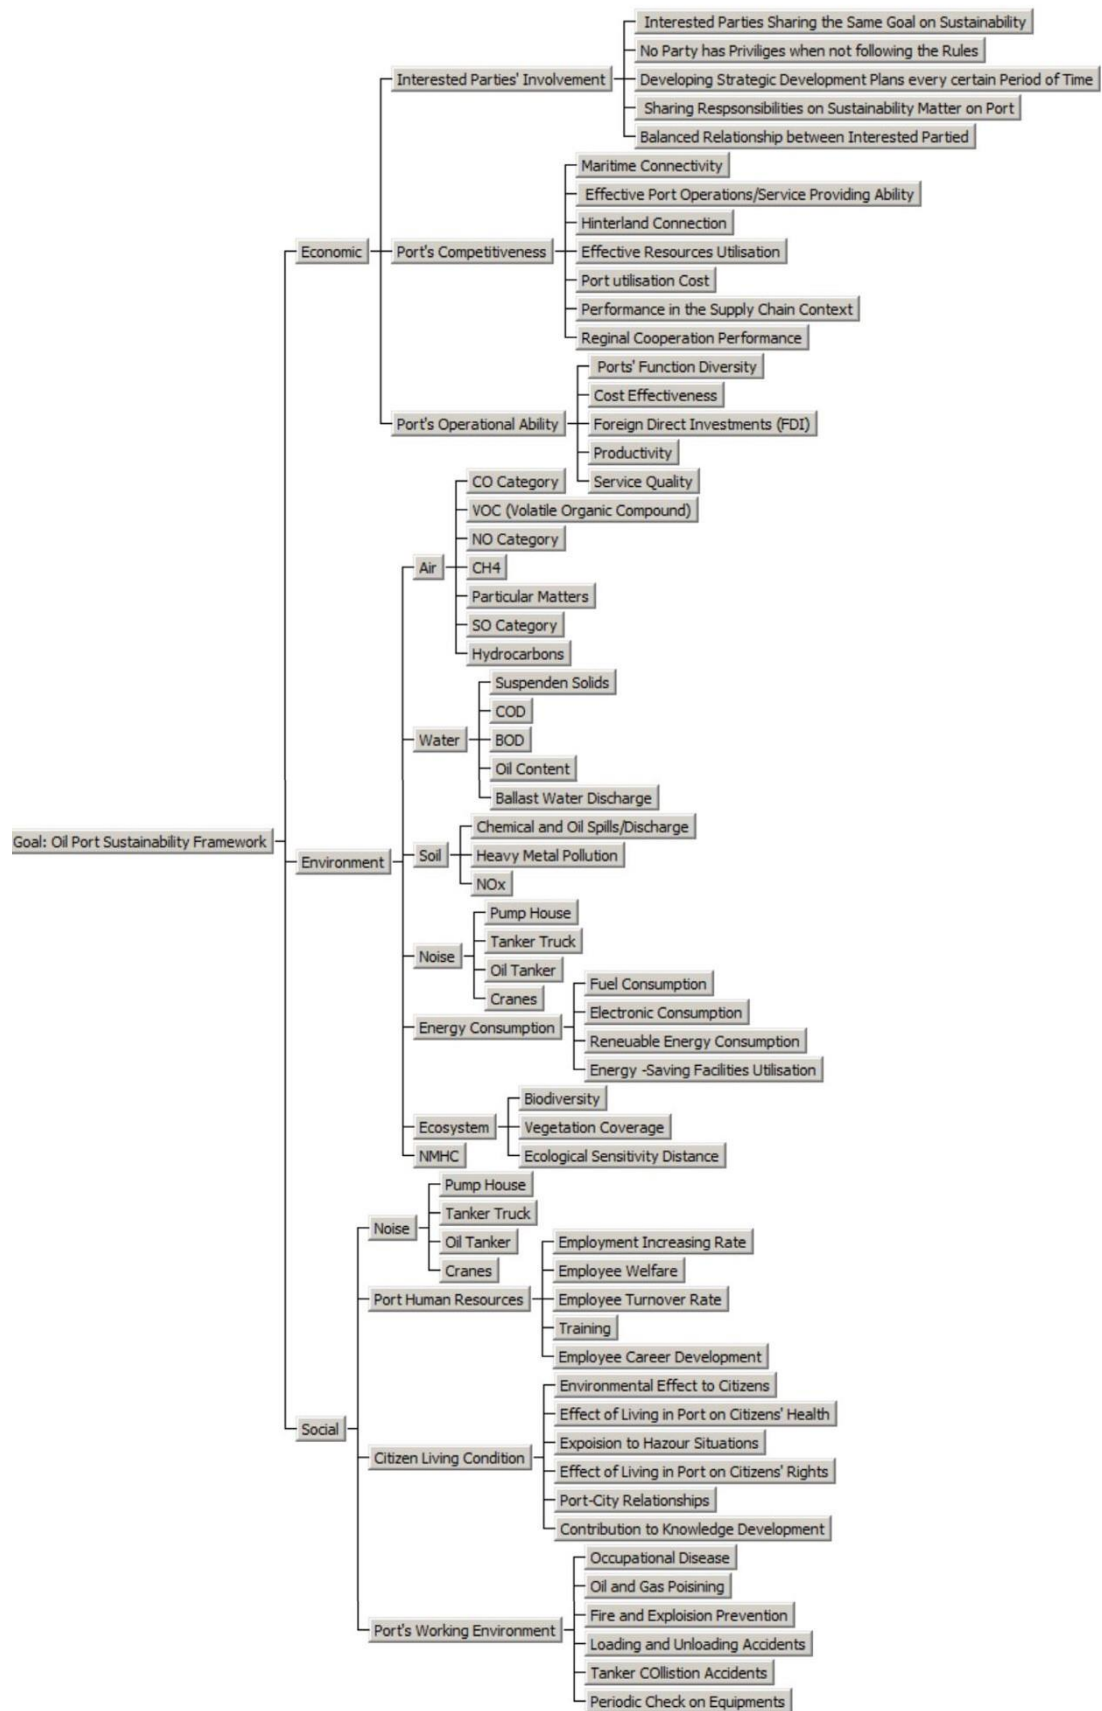 Interested Parties Sharing the Same Goal on Sustainability
No Party has Priviliges when not following the Rules
Interested Parties' Involvement
Developing Strategic Development Plans every certain Period of Time
Sharing Respsonsibilities on Sustainability Matter on Port
Balanced Relationship between Interested Partied
Maritime Connectivity
Effective Port Operations/Service Providing Ability
Hinterland Connection
Economic
Port's Competitiveness
Effective Resources Utilisation
Port utilisation Cost
Performance in the Supply Chain Context
Reginal Cooperation Performance
Ports' Function Diversity
Cost Effectiveness
Port's Operational Ability
Foreign Direct Investments (FDI)
Productivity
Service Quality
CO Category
VOC (Volatile Organic Compound)
NO Category
Air
CH4
Particular Matters
SO Category
Hydrocarbons
Suspenden Solids
COD
Water
BOD
Oil Content
Ballast Water Discharge
Goal: Oil Port Sustainability Framework
Chemical and Oil Spills/Discharge
Environment
Soil
Heavy Metal Pollution
NOx
Pump House
Tanker Truck
Noise
Oil Tanker
Cranes
Fuel Consumption
Electronic Consumption
Energy Consumption
Reneuable Energy Consumption
Energy -Saving Facilities Utilisation
Biodiversity
Ecosystem
Vegetation Coverage
NMHC
Ecological Sensitivity Distance
Pump House
Tanker Truck
Noise
Oil Tanker
Cranes
Employment Increasing Rate
Employee Welfare
Port Human Resources
Employee Turnover Rate
Training
Employee Career Development
Environmental Effect to Citizens
Effect of Living in Port on Citizens' Health
Social
Expoision to Hazour Situations
Citizen Living Condition
Effect of Living in Port on Citizens' Rights
Port-City Relationships
Contribution to Knowledge Development
Occupational Disease
Oil and Gas Poisining
Fire and Exploision Prevention
Port's Working Environment
Loading and Unloading Accidents
Tanker COllistion Accidents
Periodic Check on Equipments